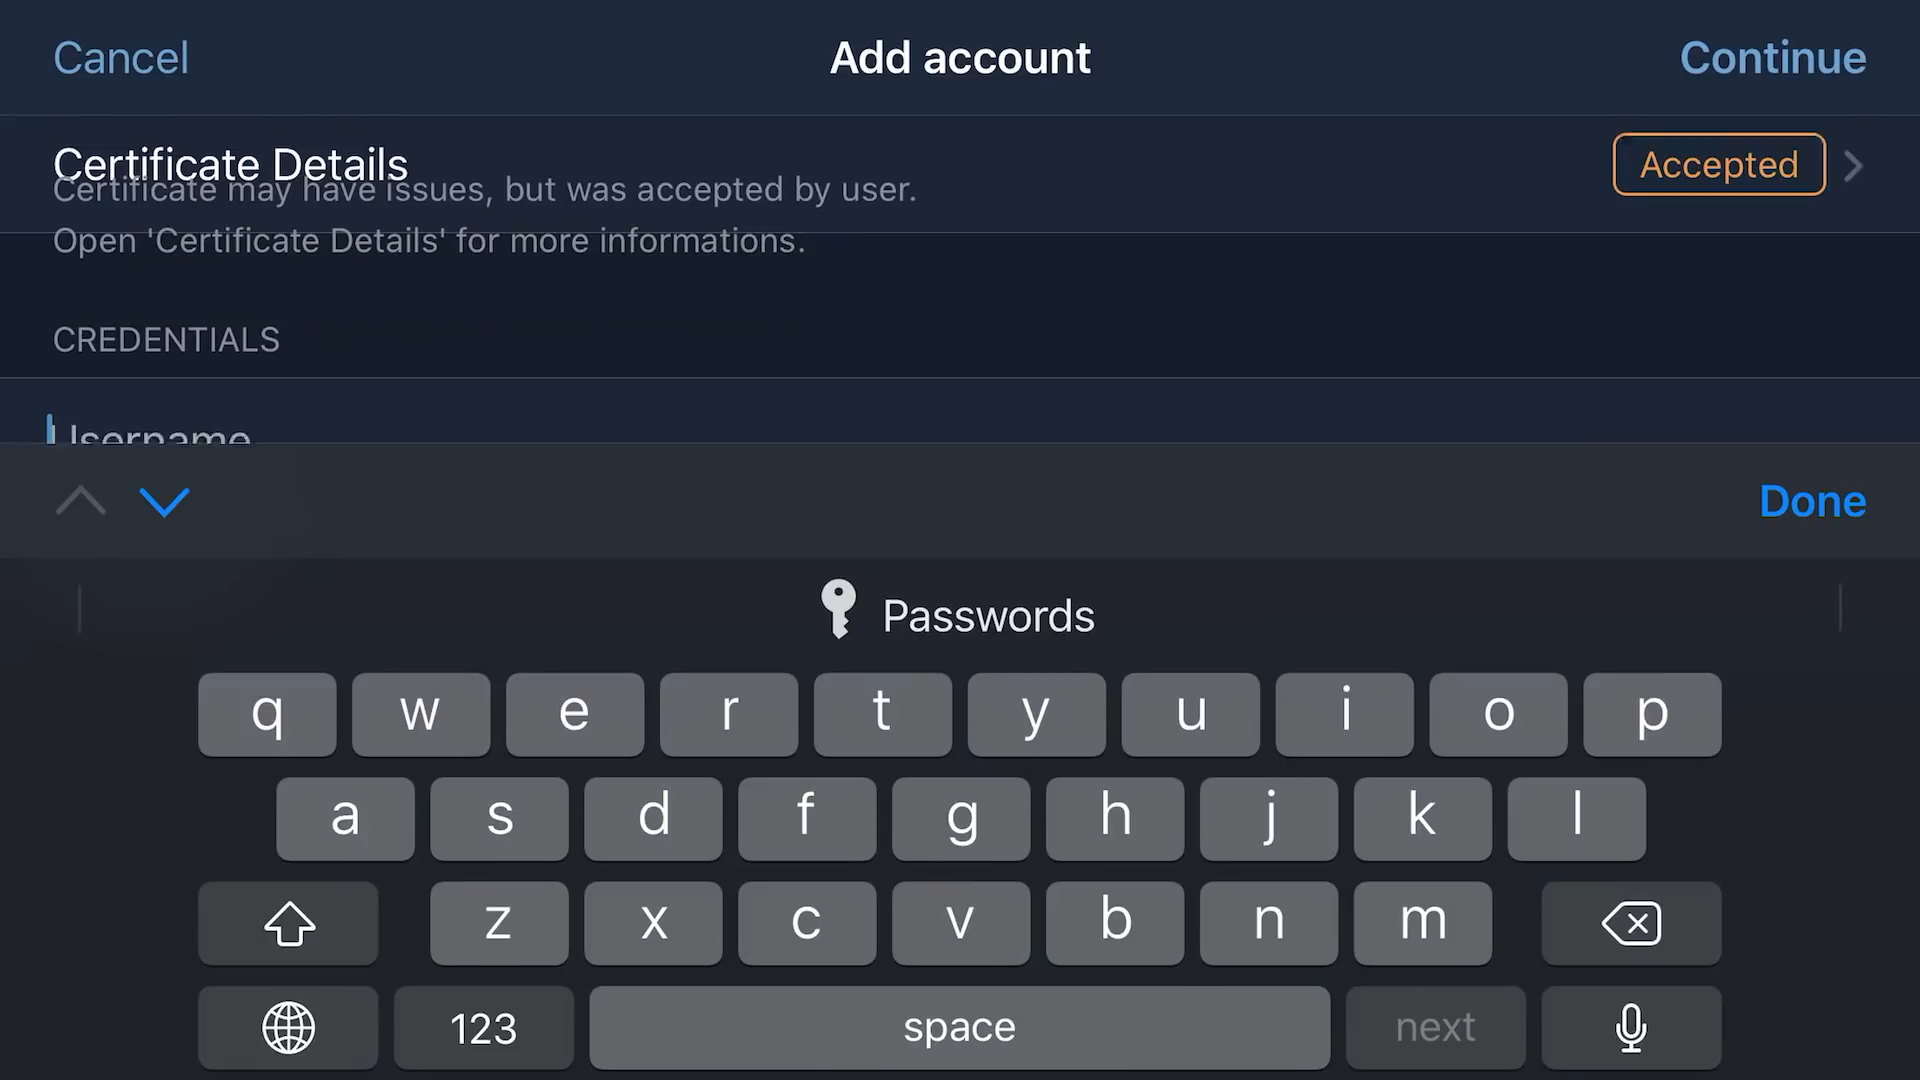 Cancel
Add account
Continue
Certificate Details
Accepted
Certificate may have issues, but was accepted by user.
Open 'Certificate Details' for more informations.
CREDENTIALS
Username
Done
Passwords
q w e r t y u i o p
a s d f g h j k l
z x c v b n m
123
space
next